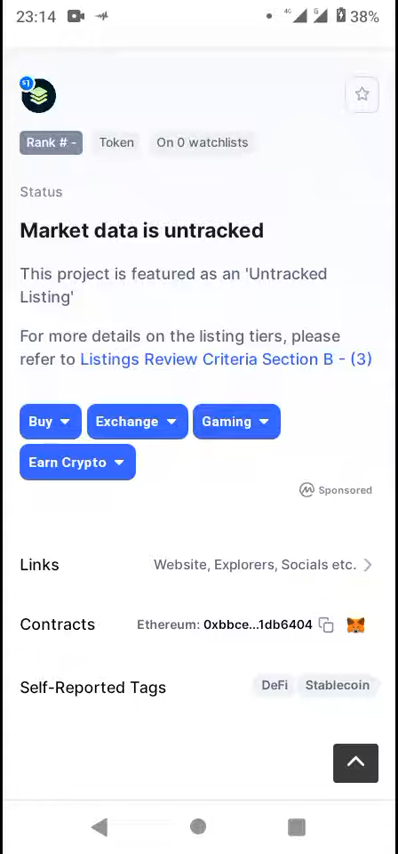 23:14
4G
G
38%
$1
Rank # -
Token
On 0 watchlists
Status
Market data is untracked
This project is featured as an 'Untracked
Listing'
For more details on the listing tiers, please
refer to Listings Review Criteria Section B - (3)
Buy
Exchange
Gaming
Earn Crypto
Sponsored
Links
Website, Explorers, Socials etc.
Contracts
Ethereum: 0xbbce...1db6404
Self-Reported Tags
DeFi
Stablecoin